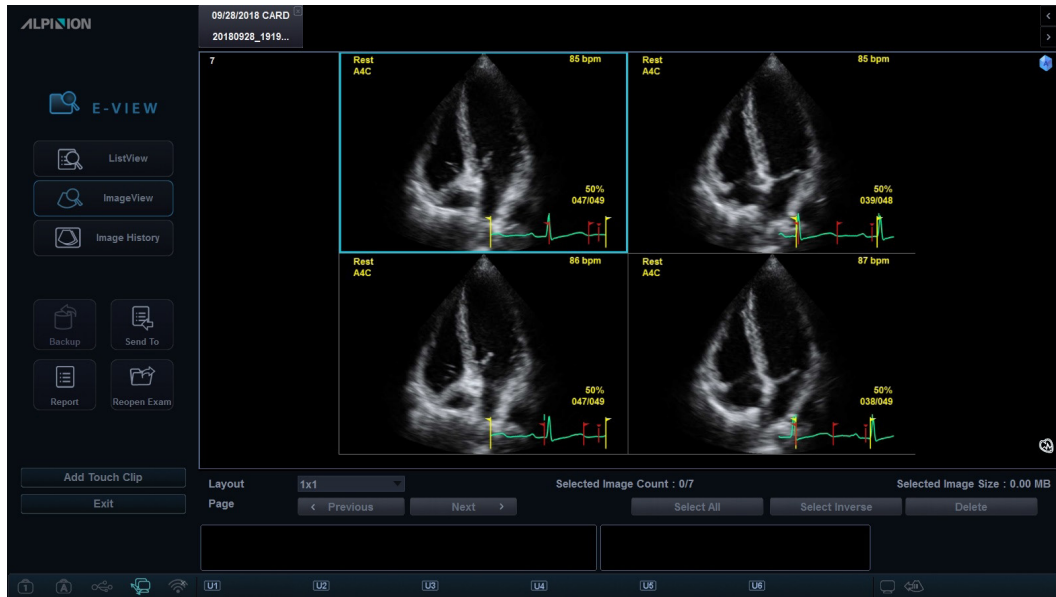 ALPINION
09/28/2018 CARD
20180928_1919...
E-VIEW
ListView
ImageView
Image History
Backup
Send To
Report
Reopen Exam
Add Touch Clip
Exit
7
Rest
A4C
85 bpm
50%
047/049
Rest
A4C
85 bpm
50%
039/048
Rest
A4C
86 bpm
50%
047/049
Rest
A4C
87 bpm
50%
038/049
Layout
1x1
Selected Image Count : 0/7
Selected Image Size : 0.00 MB
Page
< Previous
Next >
Select All
Select Inverse
Delete
1
A
U1
U2
U3
U4
U5
U6